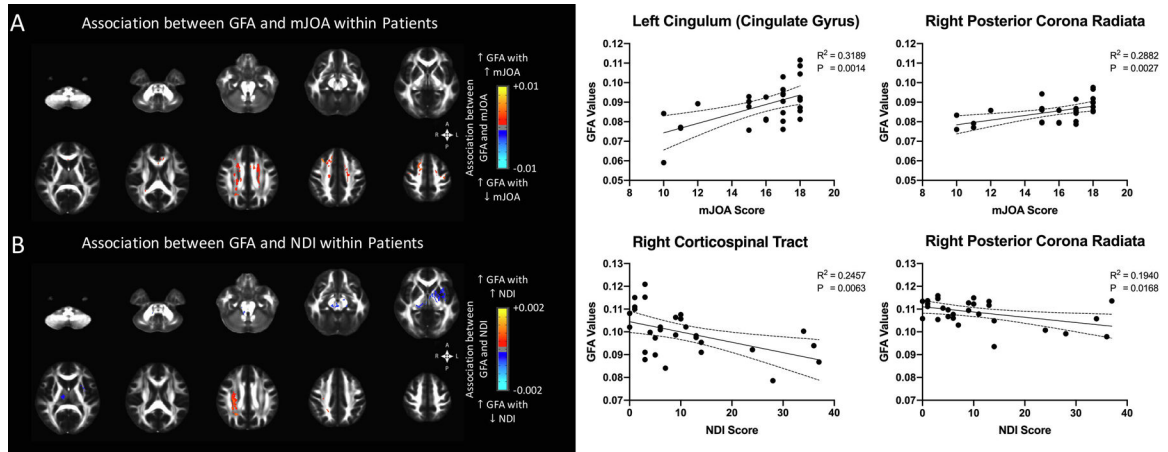 A
Association between GFA and mJOA within Patients
↑ GFA with
↑ mJOA
+0.01
Association between
GFA and mJOA
-0.01
↑ GFA with
↓ mJOA
A
R L
P
B
Association between GFA and NDI within Patients
↑ GFA with
↑ NDI
+0.002
Association between
GFA and NDI
-0.002
↑ GFA with
↓ NDI
A
R L
P
Left Cingulum (Cingulate Gyrus)
R² = 0.3189
P = 0.0014
GFA Values
0.12
0.11
0.10
0.09
0.08
0.07
0.06
0.05
8 10 12 14 16 18 20
mJOA Score
Right Posterior Corona Radiata
R² = 0.2882
P = 0.0027
GFA Values
0.12
0.11
0.10
0.09
0.08
0.07
0.06
0.05
8 10 12 14 16 18 20
mJOA Score
Right Corticospinal Tract
R² = 0.2457
P = 0.0063
GFA Values
0.13
0.12
0.11
0.10
0.09
0.08
0.07
0 10 20 30 40
NDI Score
Right Posterior Corona Radiata
R² = 0.1940
P = 0.0168
GFA Values
0.13
0.12
0.11
0.10
0.09
0.08
0.07
0 10 20 30 40
NDI Score